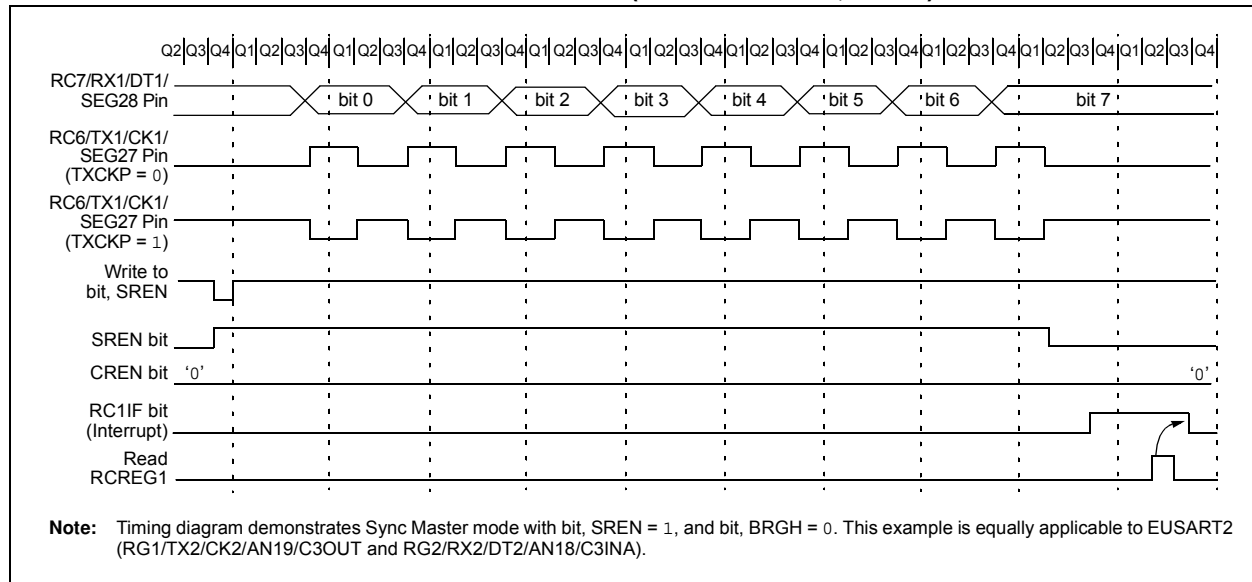 Q2 Q3 Q4 Q1 Q2 Q3 Q4 Q1 Q2 Q3 Q4 Q1 Q2 Q3 Q4 Q1 Q2 Q3 Q4 Q1 Q2 Q3 Q4 Q1 Q2 Q3 Q4 Q1 Q2 Q3 Q4 Q1 Q2 Q3 Q4 Q1 Q2 Q3 Q4 Q1 Q2 Q3 Q4
RC7/RX1/DT1/
SEG28 Pin
bit 0 bit 1 bit 2 bit 3 bit 4 bit 5 bit 6 bit 7
RC6/TX1/CK1/
SEG27 Pin
(TXCKP = 0)
RC6/TX1/CK1/
SEG27 Pin
(TXCKP = 1)
Write to
bit, SREN
SREN bit
CREN bit ‘0’ ‘0’
RC1IF bit
(Interrupt)
Read
RCREG1
Note: Timing diagram demonstrates Sync Master mode with bit, SREN = 1, and bit, BRGH = 0. This example is equally applicable to EUSART2
(RG1/TX2/CK2/AN19/C3OUT and RG2/RX2/DT2/AN18/C3INA).